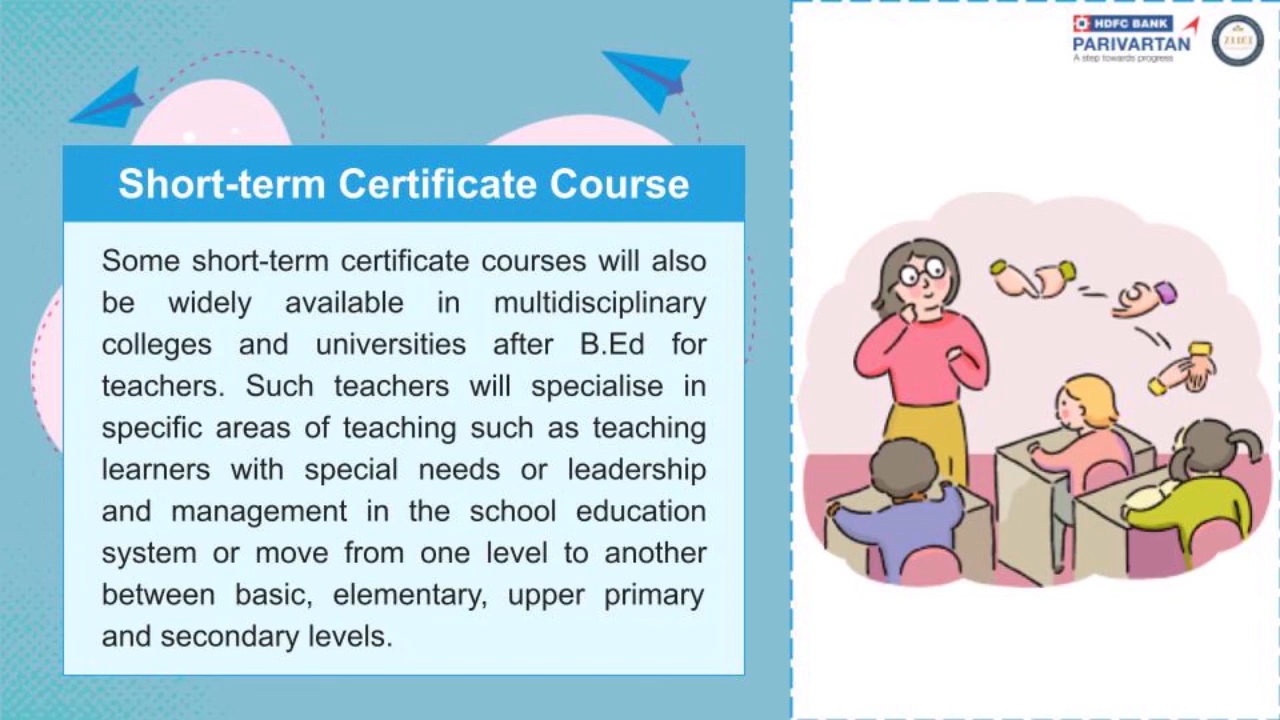 HDFC BANK
PARIVARTAN
A step towards progress
ZIIEI
Short-term Certificate Course
Some short-term certificate courses will also
be widely available in multidisciplinary
colleges and universities after B.Ed for
teachers. Such teachers will specialise in
specific areas of teaching such as teaching
learners with special needs or leadership
and management in the school education
system or move from one level to another
between basic, elementary, upper primary
and secondary levels.